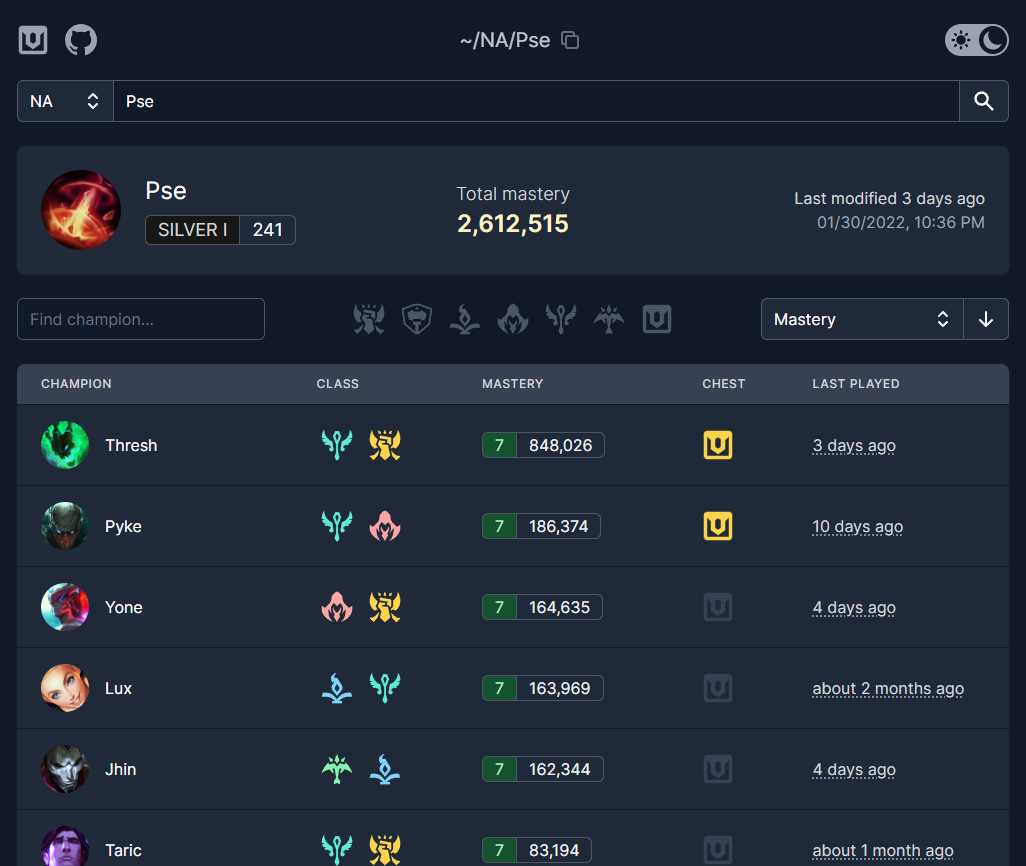 ~/NA/Pse
NA
Pse
Pse
SILVER I 241
Total mastery
2,612,515
Last modified 3 days ago
01/30/2022, 10:36 PM
Find champion...
Mastery
CHAMPION CLASS MASTERY CHEST LAST PLAYED
Thresh 7 848,026 3 days ago
Pyke 7 186,374 10 days ago
Yone 7 164,635 4 days ago
Lux 7 163,969 about 2 months ago
Jhin 7 162,344 4 days ago
Taric 7 83,194 about 1 month ago